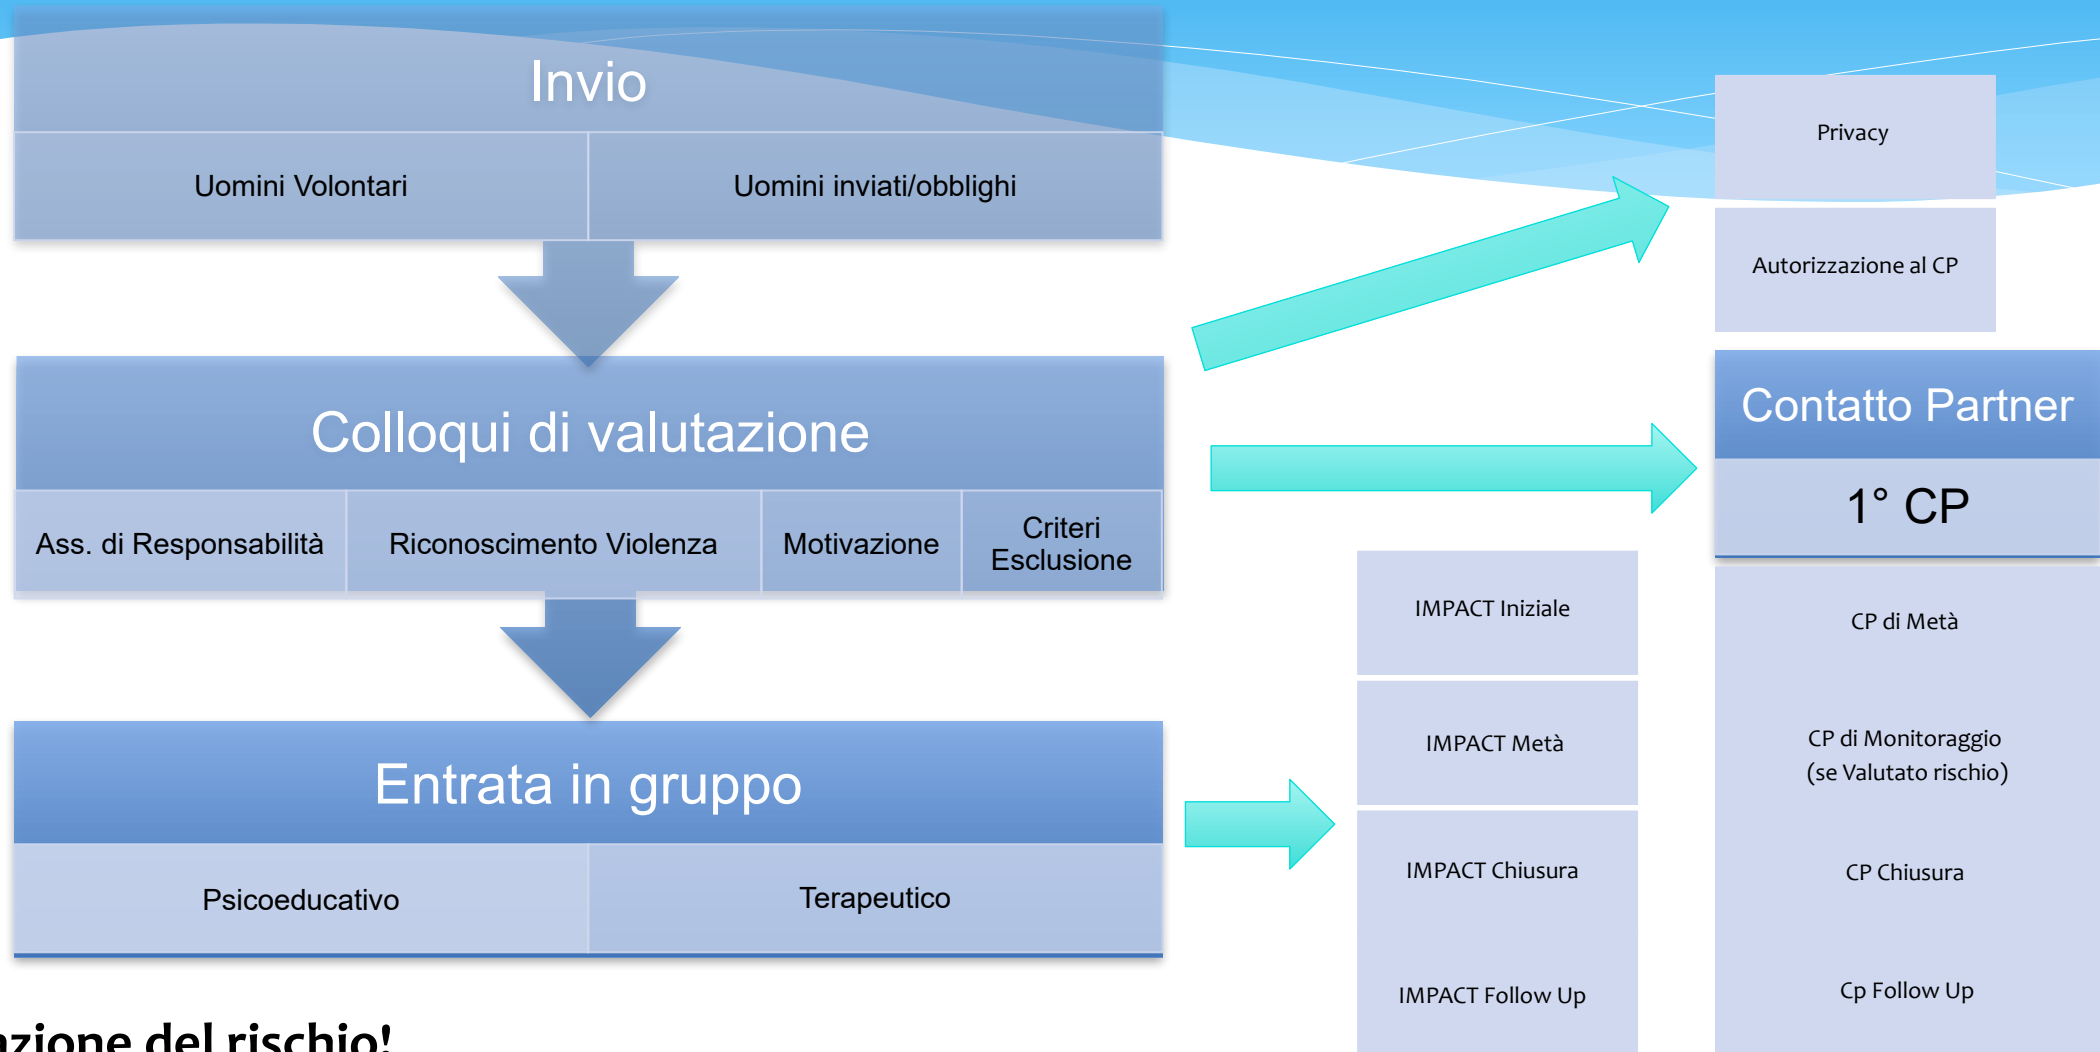 Invio
Uomini Volontari
Uomini inviati/obblighi
Colloqui di valutazione
Ass. di Responsabilità
Riconoscimento Violenza
Motivazione
Criteri
Esclusione
Entrata in gruppo
Psicoeducativo
Terapeutico
Privacy
Autorizzazione al CP
Contatto Partner
1° CP
CP di Metà
CP di Monitoraggio
(se Valutato rischio)
CP Chiusura
Cp Follow Up
IMPACT Iniziale
IMPACT Metà
IMPACT Chiusura
IMPACT Follow Up
del rischio!